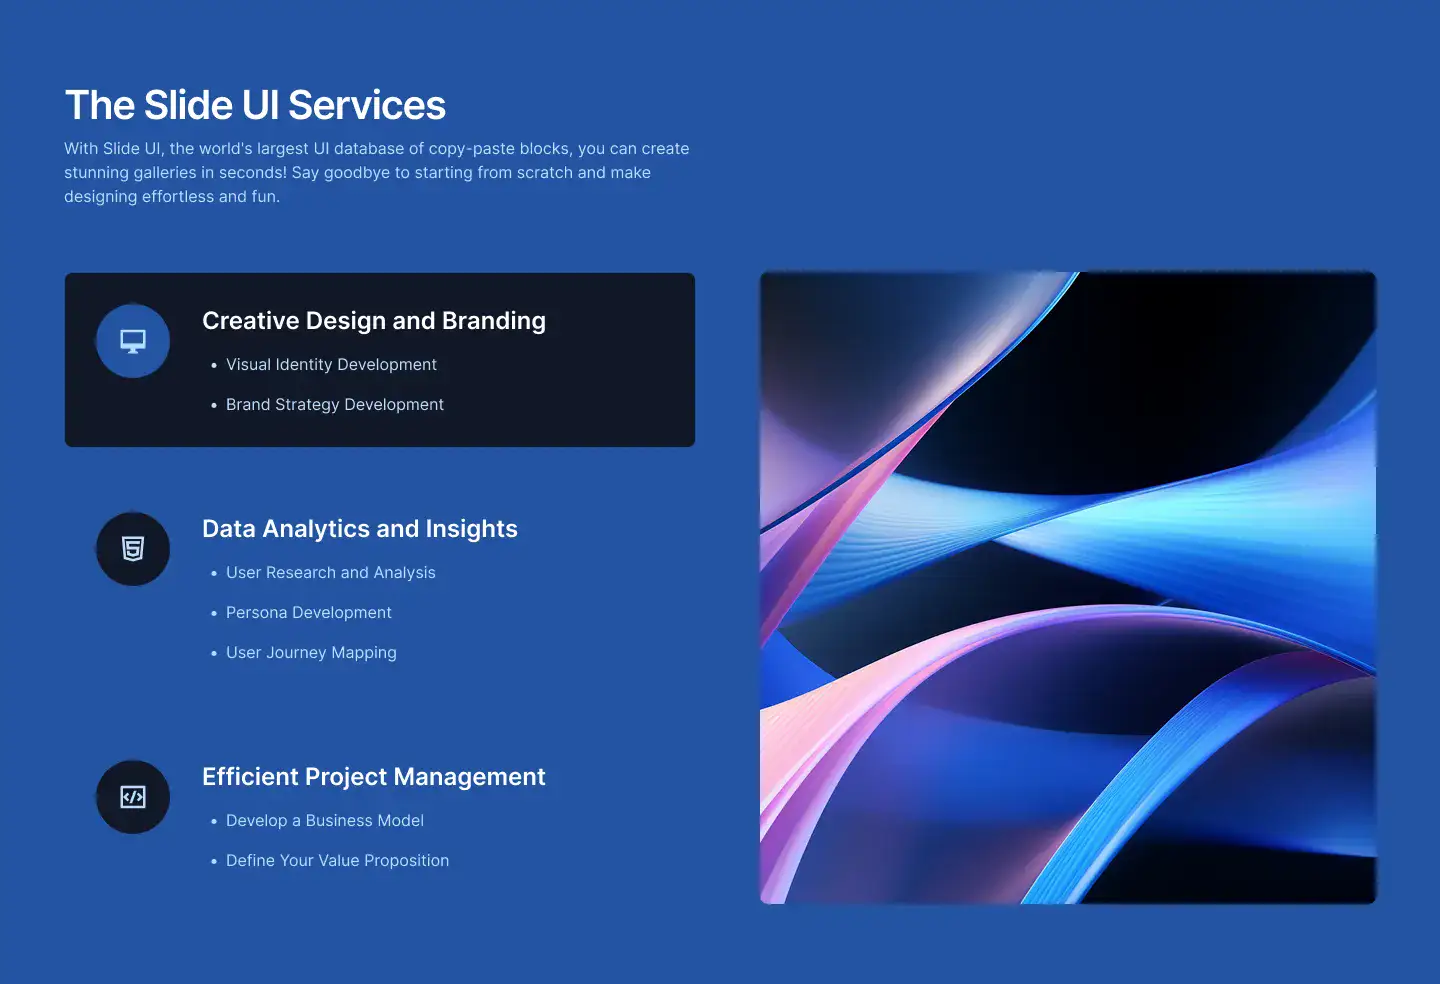 The Slide UI Services
With Slide UI, the world's largest UI database of copy-paste blocks, you can create
stunning galleries in seconds! Say goodbye to starting from scratch and make
designing effortless and fun.
Creative Design and Branding
• Visual Identity Development
• Brand Strategy Development
Data Analytics and Insights
• User Research and Analysis
• Persona Development
• User Journey Mapping
Efficient Project Management
• Develop a Business Model
• Define Your Value Proposition